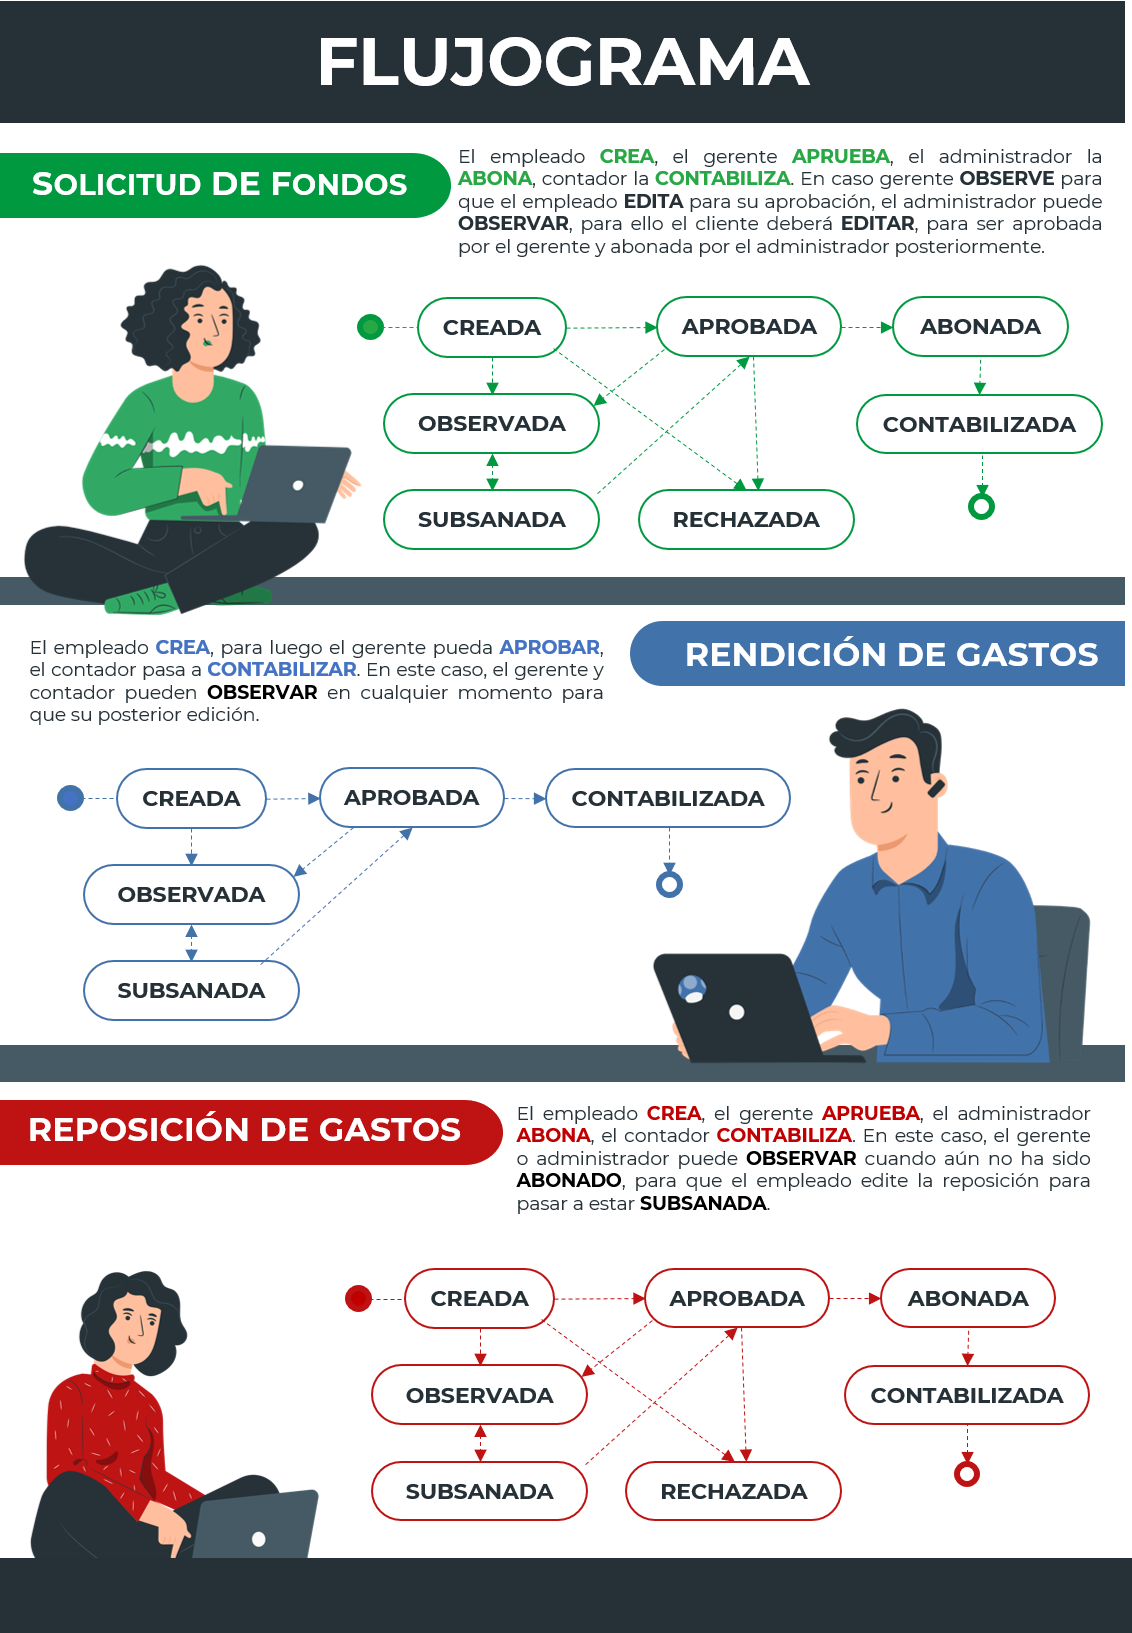 FLUJOGRAMA
SOLICITUD DE FONDOS
El empleado CREA, el gerente APRUEBA, el administrador la
ABONA, contador la CONTABILIZA. En caso gerente OBSERVE para
que el empleado EDITA para su aprobación, el administrador puede
OBSERVAR, para ello el cliente deberá EDITAR, para ser aprobada
por el gerente y abonada por el administrador posteriormente.
CREADA
APROBADA
ABONADA
OBSERVADA
CONTABILIZADA
SUBSANADA
RECHAZADA
RENDICIÓN DE GASTOS
El empleado CREA, para luego el gerente pueda APROBAR,
el contador pasa a CONTABILIZAR. En este caso, el gerente y
contador pueden OBSERVAR en cualquier momento para
que su posterior edición.
CREADA
APROBADA
CONTABILIZADA
OBSERVADA
SUBSANADA
REPOSICIÓN DE GASTOS
El empleado CREA, el gerente APRUEBA, el administrador
ABONA, el contador CONTABILIZA. En este caso, el gerente
o administrador puede OBSERVAR cuando aún no ha sido
ABONADO, para que el empleado edite la reposición para
pasar a estar SUBSANADA.
CREADA
APROBADA
ABONADA
OBSERVADA
CONTABILIZADA
SUBSANADA
RECHAZADA